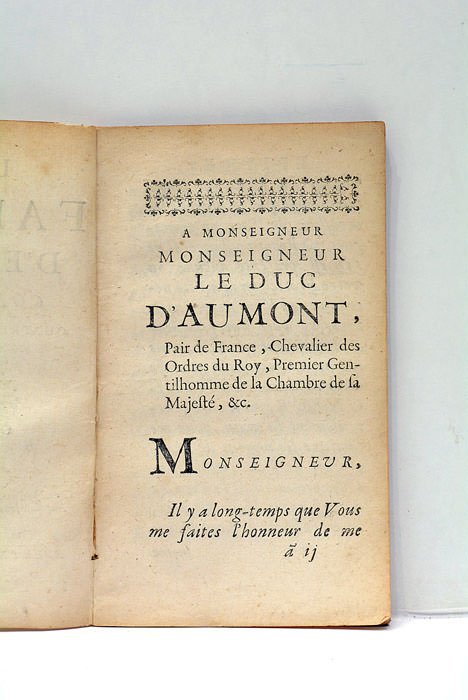 A MONSEIGNEUR
MONSEIGNEUR
LE DUC
D'AUMONT,
Pair de France, Chevalier des
Ordres du Roy, Premier Gen-
tilhomme de la Chambre de ſa
Majeſté, &c.
MONSEIGNEVR,
Il y a long-temps que Vous
me faites l'honneur de me
ã ij